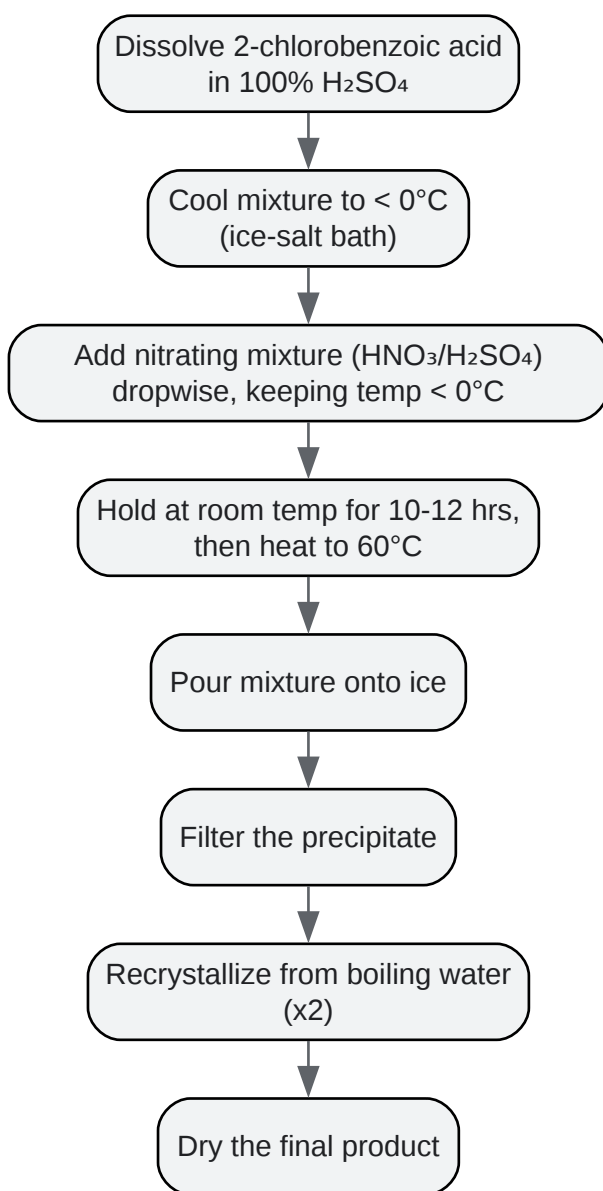 Dissolve 2-chlorobenzoic acid
in 100% H₂SO₄
Cool mixture to < 0°C
(ice-salt bath)
Add nitrating mixture (HNO₃/H₂SO₄)
dropwise, keeping temp < 0°C
Hold at room temp for 10-12 hrs,
then heat to 60°C
Pour mixture onto ice
Filter the precipitate
Recrystallize from boiling water
(x2)
Dry the final product